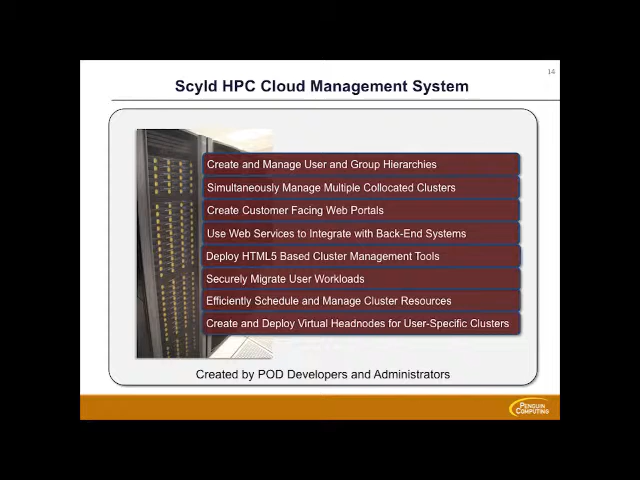 14
Scyld HPC Cloud Management System
Create and Manage User and Group Hierarchies
Simultaneously Manage Multiple Collocated Clusters
Create Customer Facing Web Portals
Use Web Services to Integrate with Back-End Systems
Deploy HTML5 Based Cluster Management Tools
Securely Migrate User Workloads
Efficiently Schedule and Manage Cluster Resources
Create and Deploy Virtual Headnodes for User-Specific Clusters
Created by POD Developers and Administrators
PENGUIN
COMPUTING